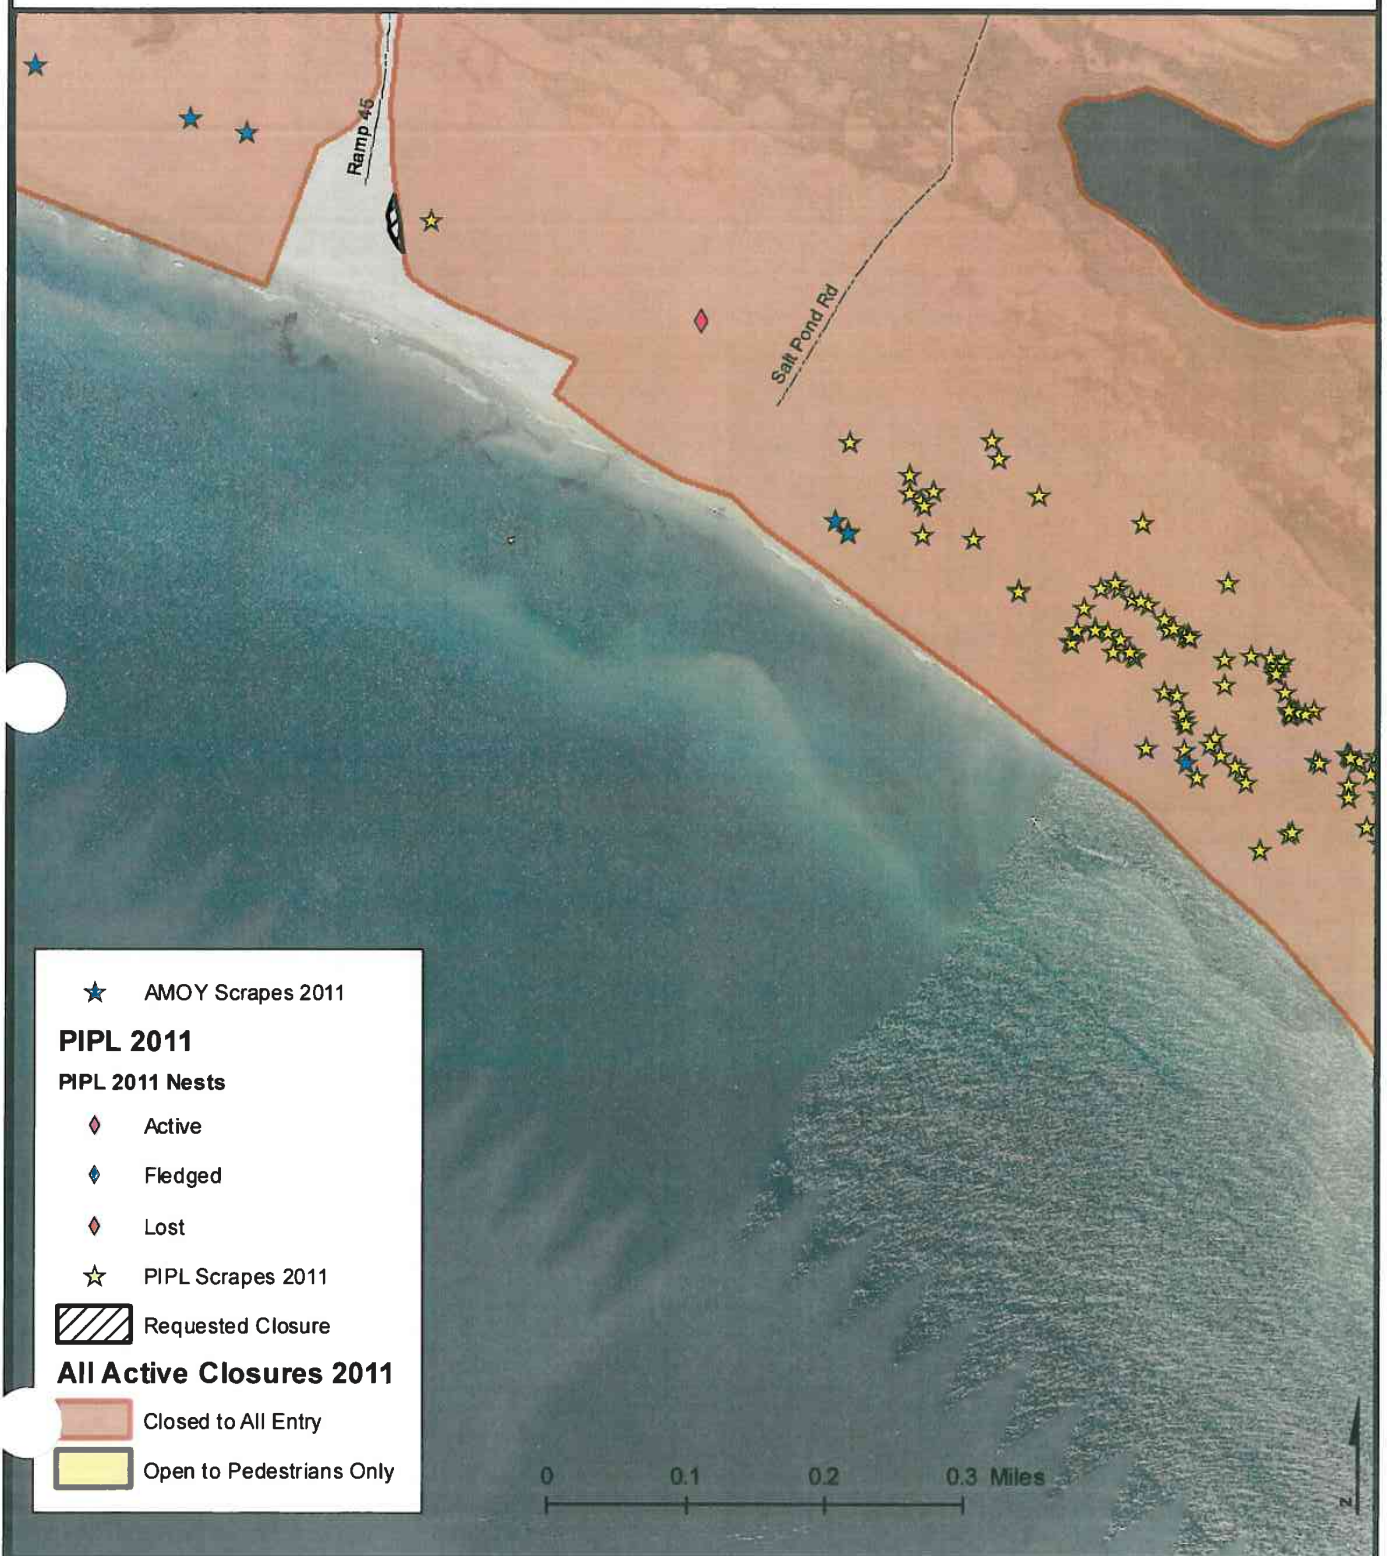 Ramp 45
Salt Pond Rd
AMOY Scrapes 2011
PIPL 2011
PIPL 2011 Nests
Active
Fledged
Lost
PIPL Scrapes 2011
Requested Closure
All Active Closures 2011
Closed to All Entry
Open to Pedestrians Only
0 0.1 0.2 0.3 Miles
N